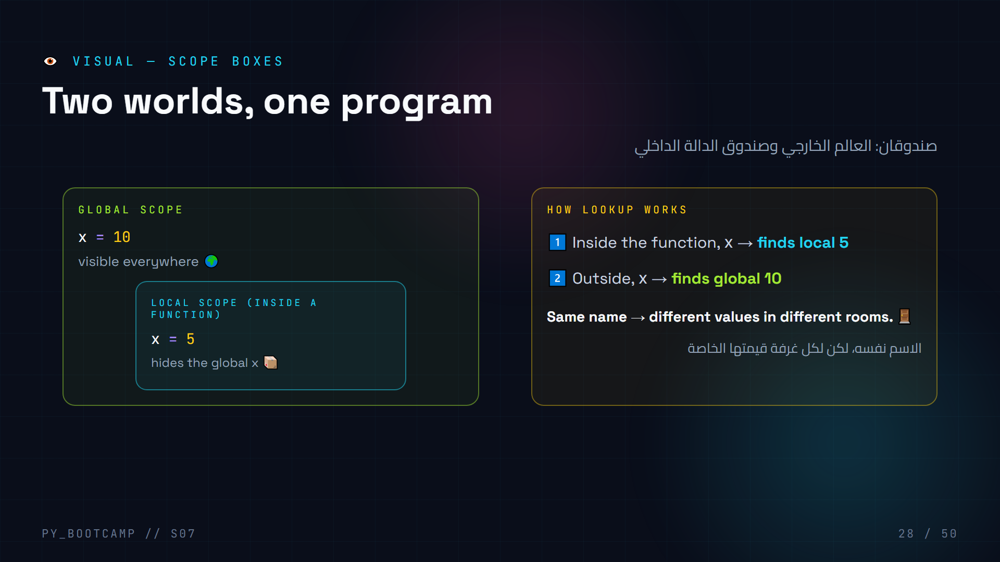 👁 VISUAL — SCOPE BOXES
Two worlds, one program
صندوقان: العالم الخارجي وصندوق الدالة الداخلي
GLOBAL SCOPE
x = 10
visible everywhere 🌍
LOCAL SCOPE (INSIDE A
FUNCTION)
x = 5
hides the global x 📦
HOW LOOKUP WORKS
1️⃣ Inside the function, x → finds local 5
2️⃣ Outside, x → finds global 10
Same name → different values in different rooms. 🚪
الاسم نفسه، لكن لكل غرفة قيمتها الخاصة
PY_BOOTCAMP // S07
28 / 50